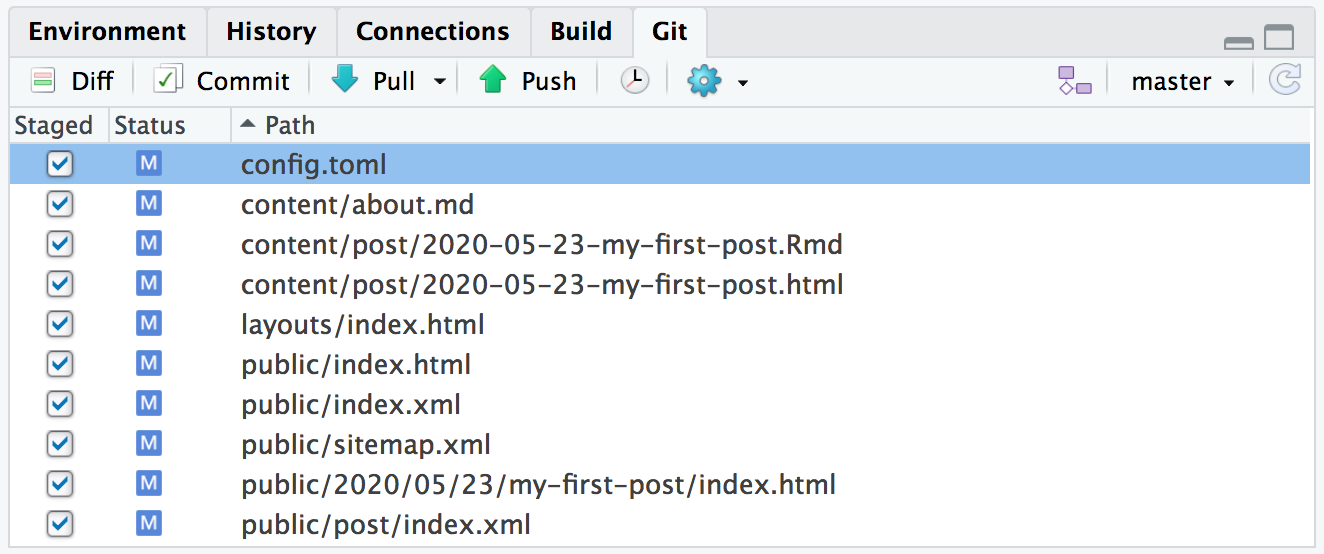 Environment History Connections Build Git
Diff Commit Pull Push master
Staged Status Path
M config.toml
M content/about.md
M content/post/2020-05-23-my-first-post.Rmd
M content/post/2020-05-23-my-first-post.html
M layouts/index.html
M public/index.html
M public/index.xml
M public/sitemap.xml
M public/2020/05/23/my-first-post/index.html
M public/post/index.xml